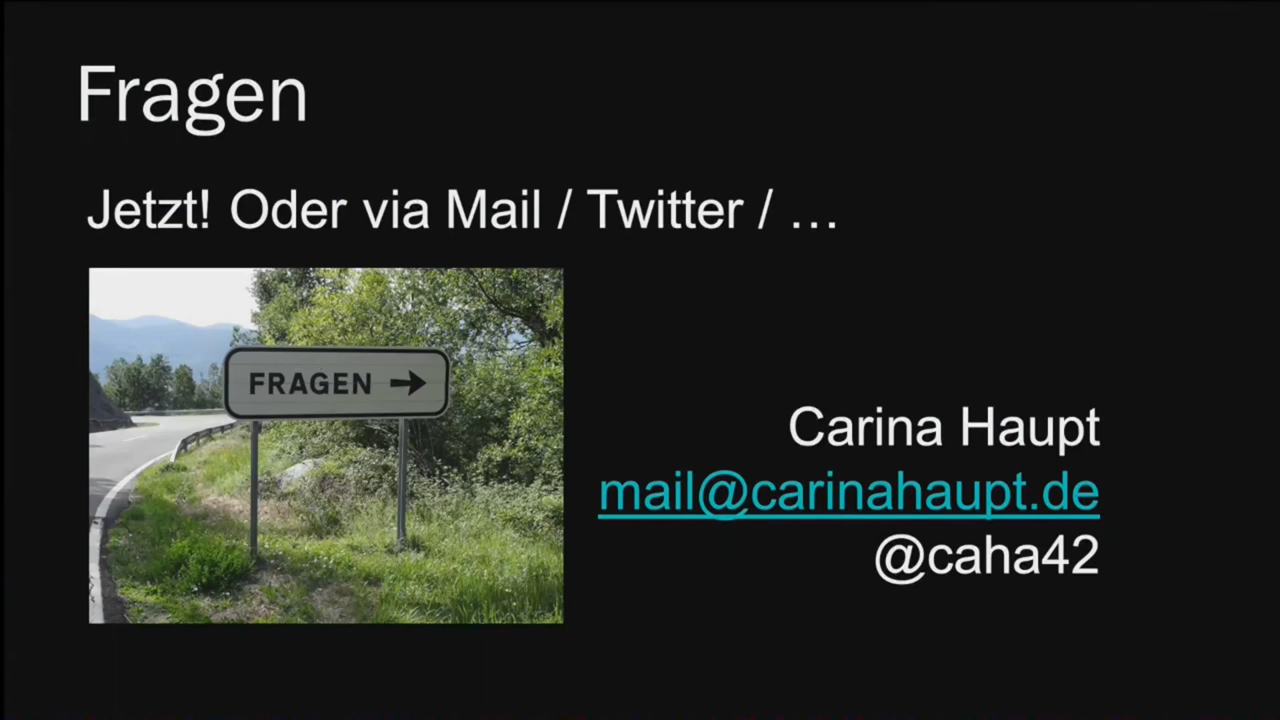 Fragen
Jetzt! Oder via Mail / Twitter / …
FRAGEN →
Carina Haupt
mail@carinahaupt.de
@caha42